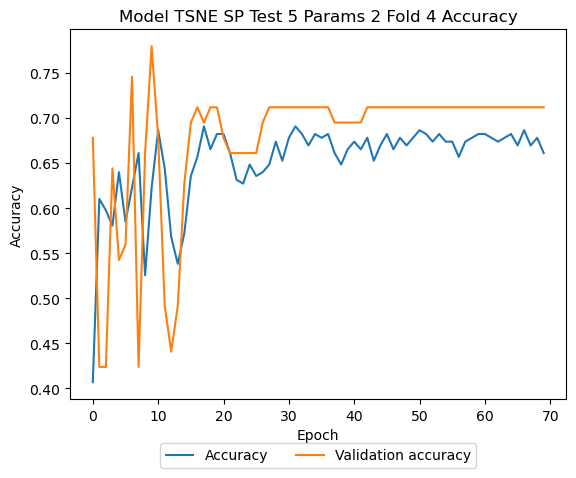 Model TSNE SP Test 5 Params 2 Fold 4 Accuracy
Accuracy
0.75
0.70
0.65
0.60
0.55
0.50
0.45
0.40
0 10 20 30 40 50 60 70
Epoch
Accuracy Validation accuracy